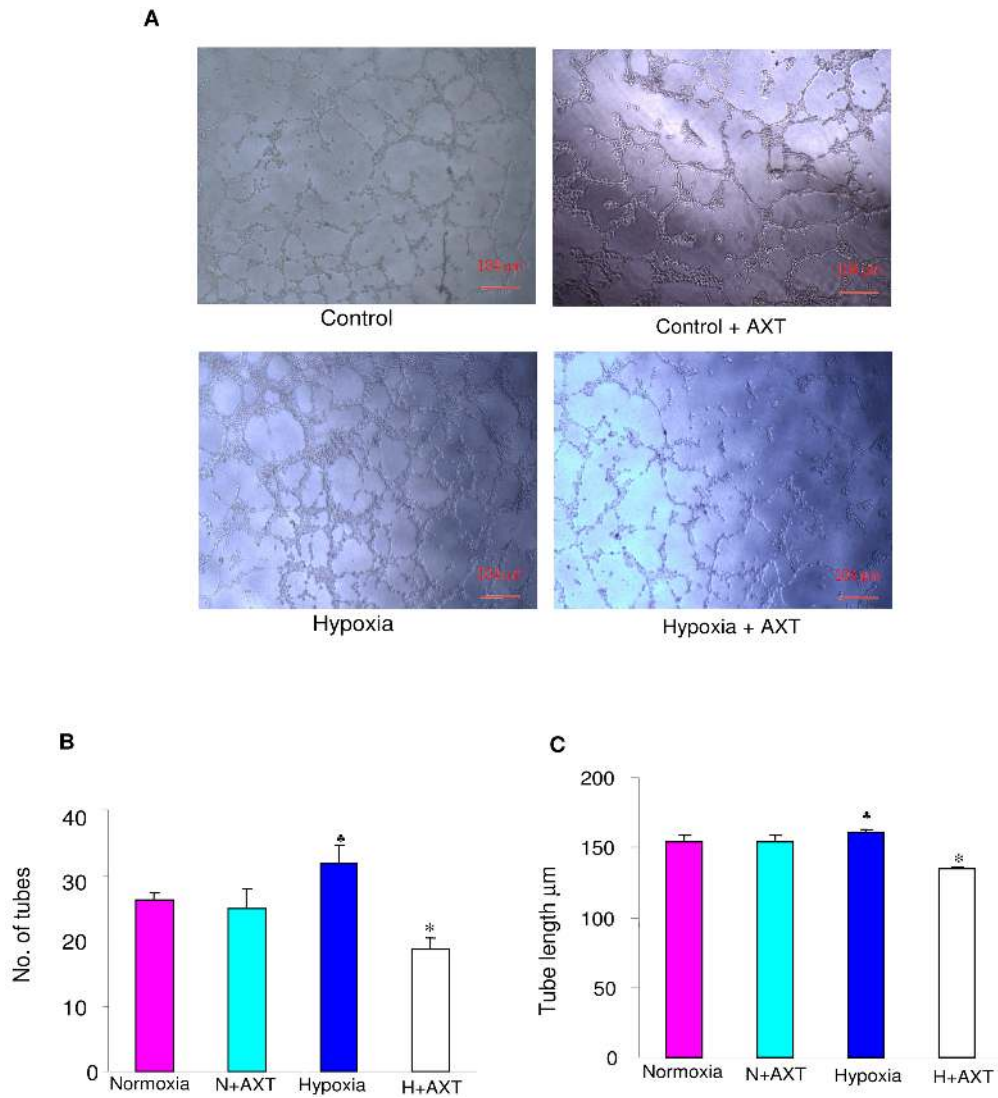 A
Control
Control + AXT
Hypoxia
Hypoxia + AXT
B
No. of tubes
40
30
20
10
0
♣
*
Normoxia
N+AXT
Hypoxia
H+AXT
C
Tube length μm
200
150
100
50
0
♣
*
Normoxia
N+AXT
Hypoxia
H+AXT